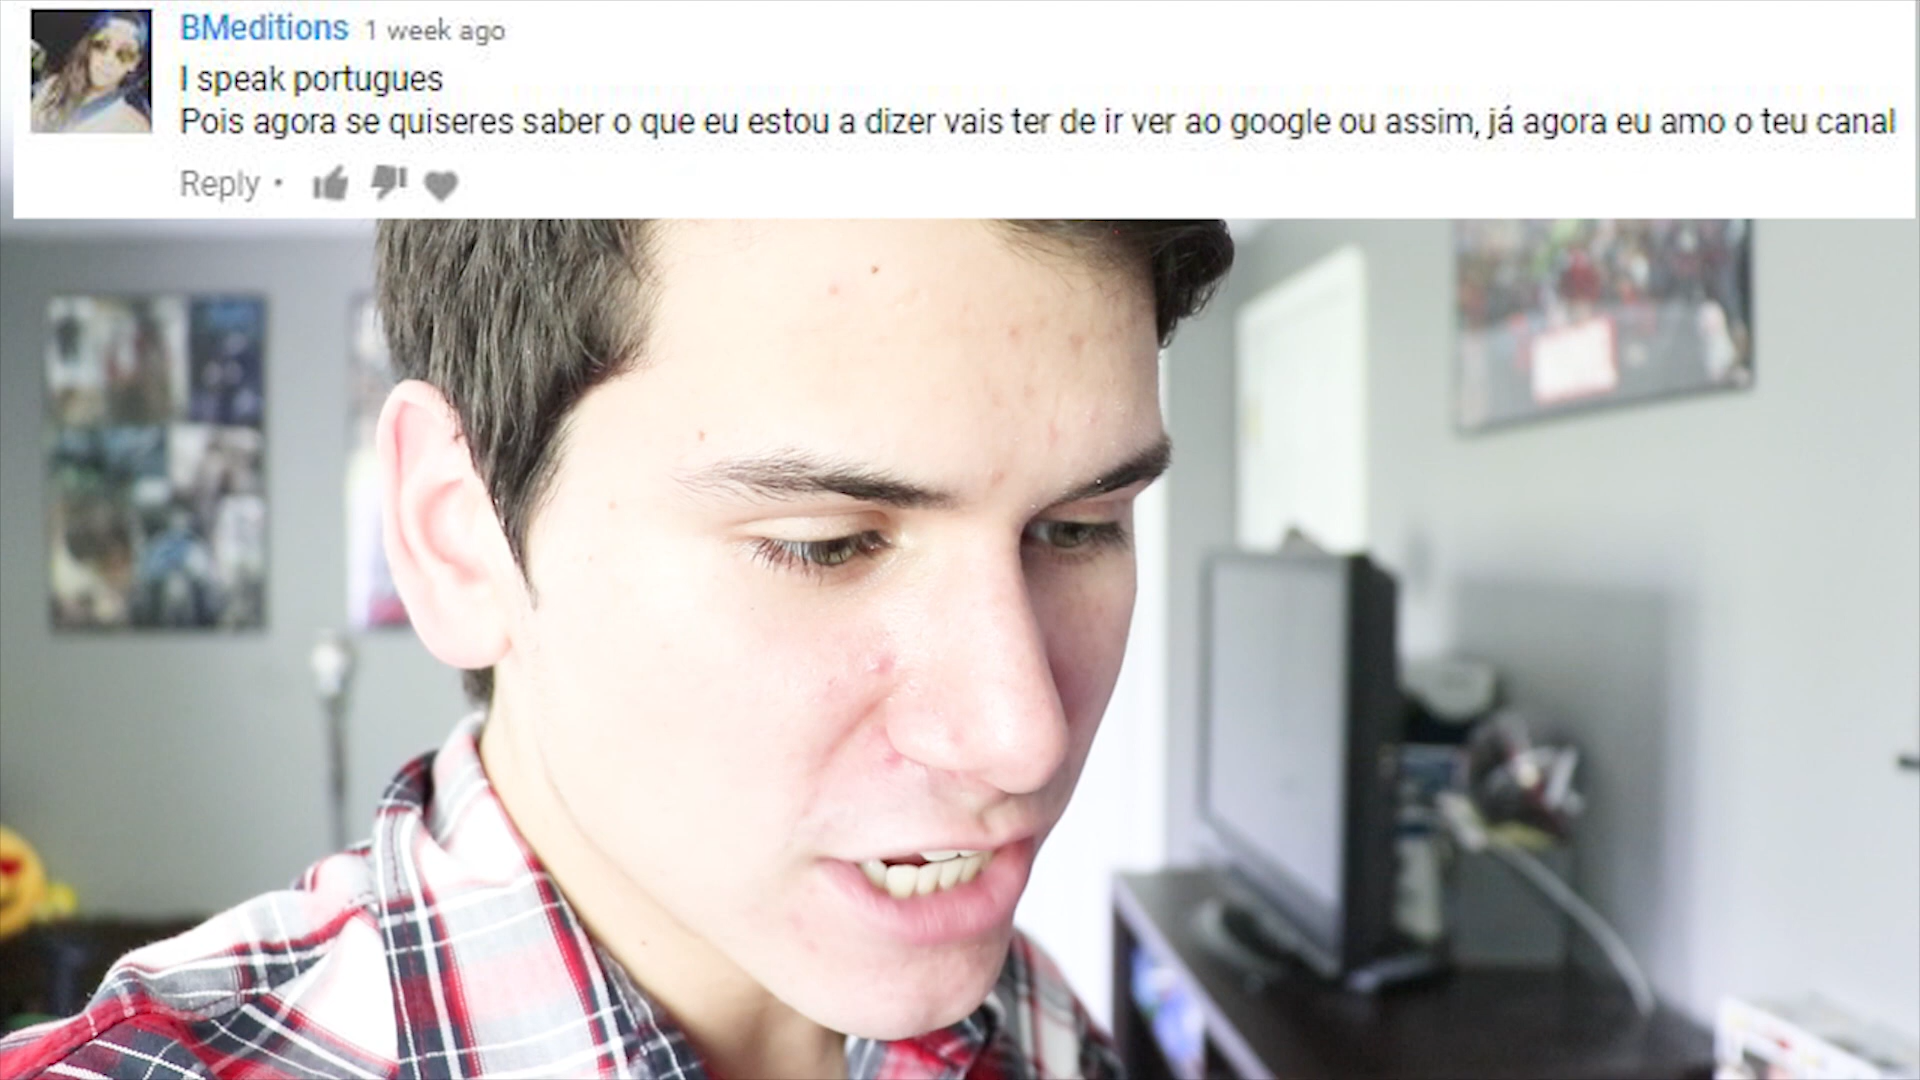 BMeditions 1 week ago
I speak portugues
Pois agora se quiseres saber o que eu estou a dizer vais ter de ir ver ao google ou assim, já agora eu amo o teu canal
Reply •